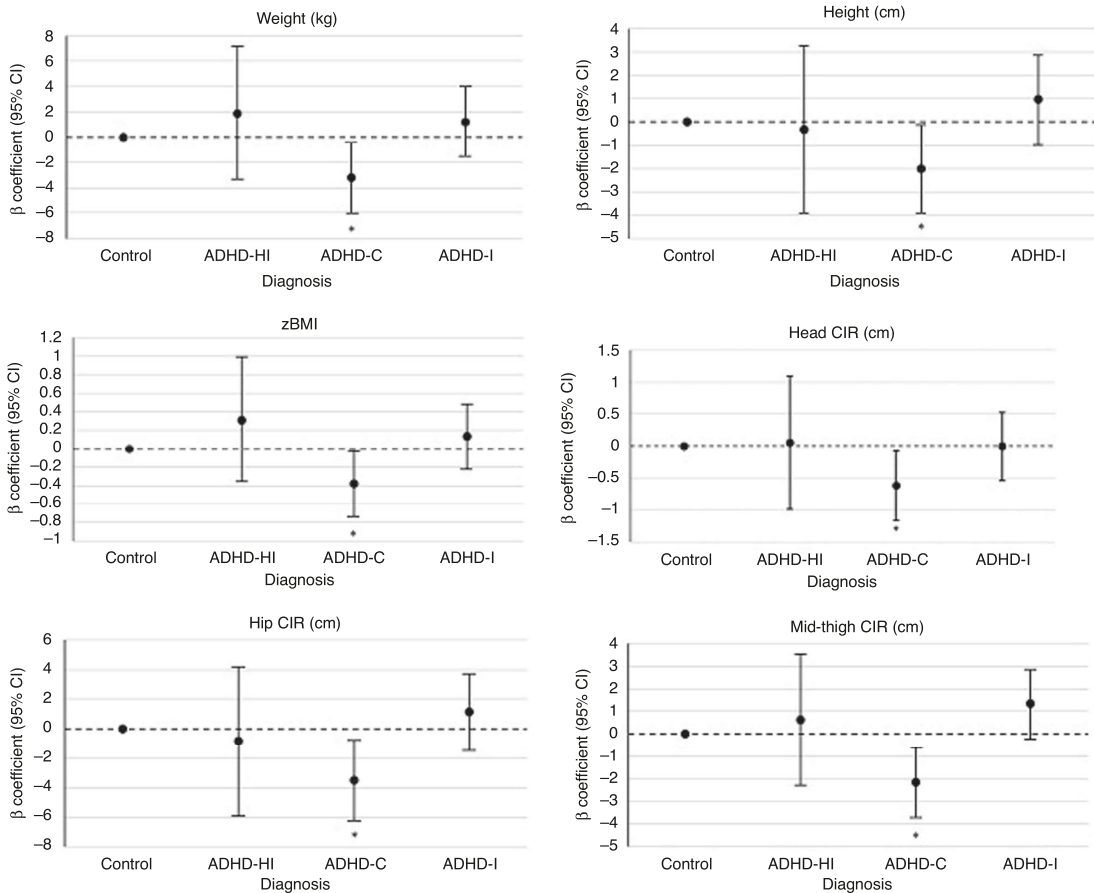 Weight (kg)
β coefficient (95% CI)
8
6
4
2
0
−2
−4
−6
−8
*
Control ADHD-HI ADHD-C ADHD-I
Diagnosis
Height (cm)
β coefficient (95% CI)
4
3
2
1
0
−1
−2
−3
−4
−5
*
Control ADHD-HI ADHD-C ADHD-I
Diagnosis
zBMI
β coefficient (95% CI)
1.2
1
0.8
0.6
0.4
0.2
0
−0.2
−0.4
−0.6
−0.8
−1
*
Control ADHD-HI ADHD-C ADHD-I
Diagnosis
Head CIR (cm)
β coefficient (95% CI)
1.5
1
0.5
0
−0.5
−1
−1.5
*
Control ADHD-HI ADHD-C ADHD-I
Diagnosis
Hip CIR (cm)
β coefficient (95% CI)
6
4
2
0
−2
−4
−6
−8
*
Control ADHD-HI ADHD-C ADHD-I
Diagnosis
Mid-thigh CIR (cm)
β coefficient (95% CI)
4
3
2
1
0
−1
−2
−3
−4
−5
*
Control ADHD-HI ADHD-C ADHD-I
Diagnosis